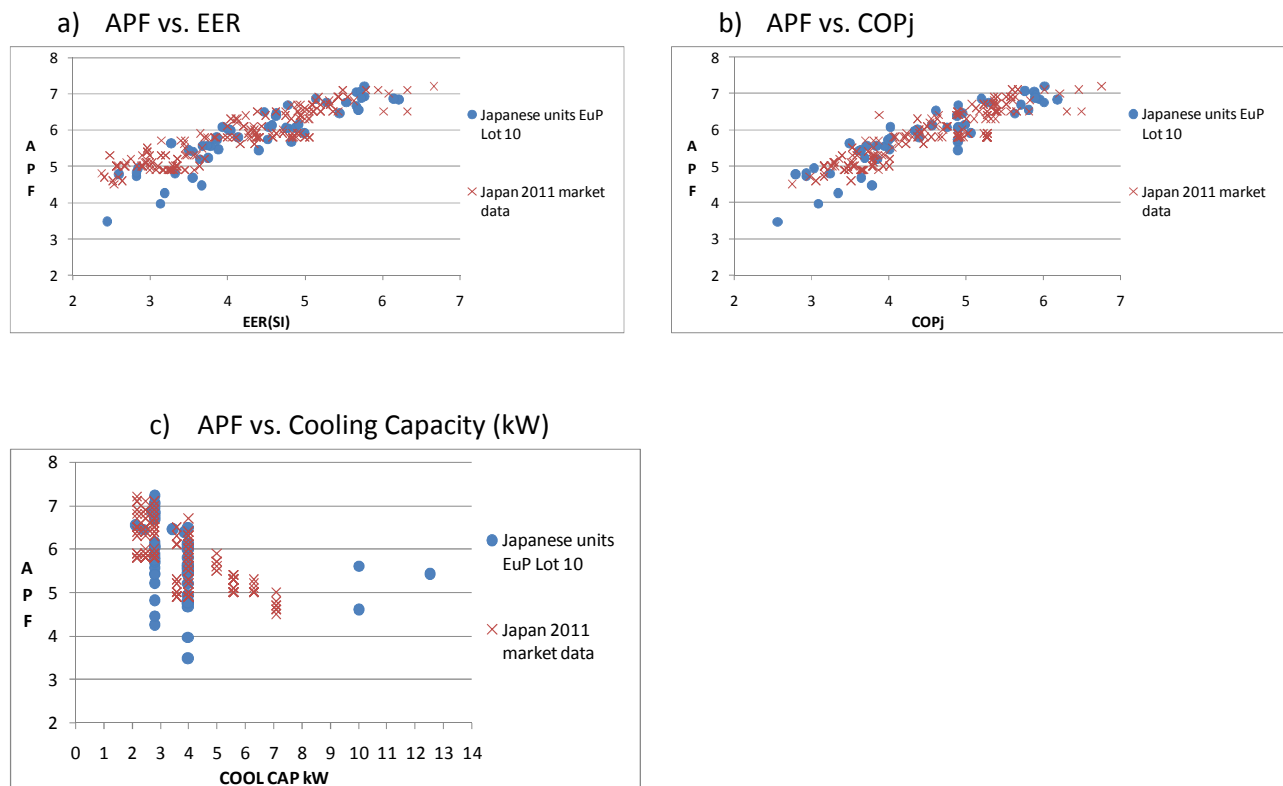 a) APF vs. EER
8
7
6
5
4
3
2
A
P
F
2 3 4 5 6 7
EER(SI)
Japanese units EuP
Lot 10
Japan 2011 market
data
b) APF vs. COPj
8
7
6
5
4
3
2
A
P
F
2 3 4 5 6 7
COPj
Japanese units EuP
Lot 10
Japan 2011 market
data
c) APF vs. Cooling Capacity (kW)
8
7
6
5
4
3
2
A
P
F
0 1 2 3 4 5 6 7 8 9 10 11 12 13 14
COOL CAP kW
Japanese units
EuP Lot 10
Japan 2011
market data